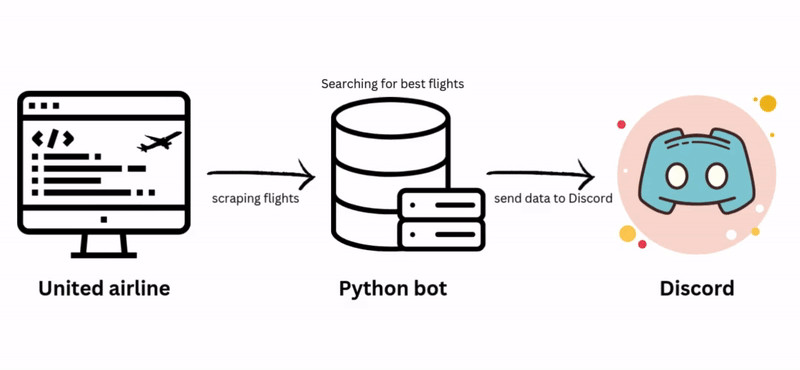 Searching for best flights
</>
scraping flights
send data to Discord
United airline
Python bot
Discord